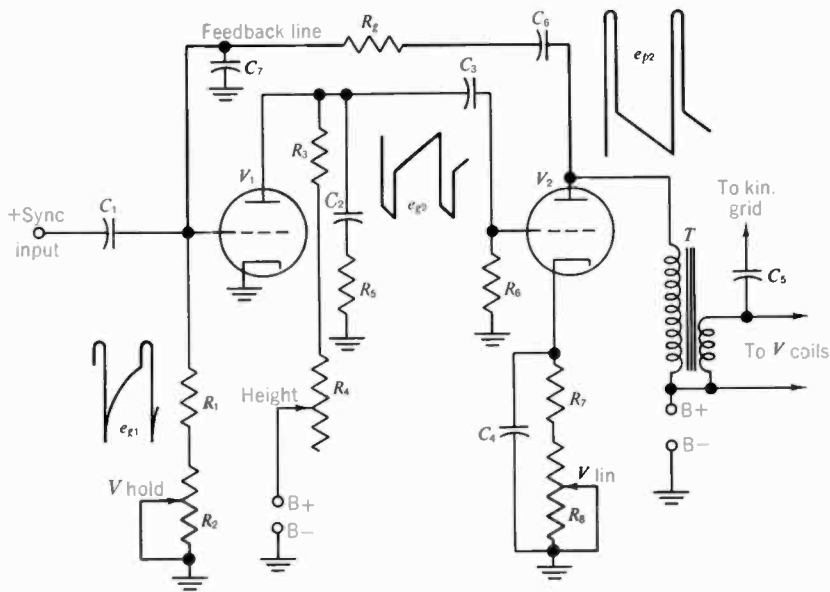 Feedback line
Rg
C6
ep2
C7
C3
R3
V1
eg2
V2
C2
+Sync
input
C1
To kin.
grid
T
C5
R5
R6
To V coils
R4
Height
R1
eg1
R7
B+
C4
B−
V hold
V lin
R2
B+
B−
R8